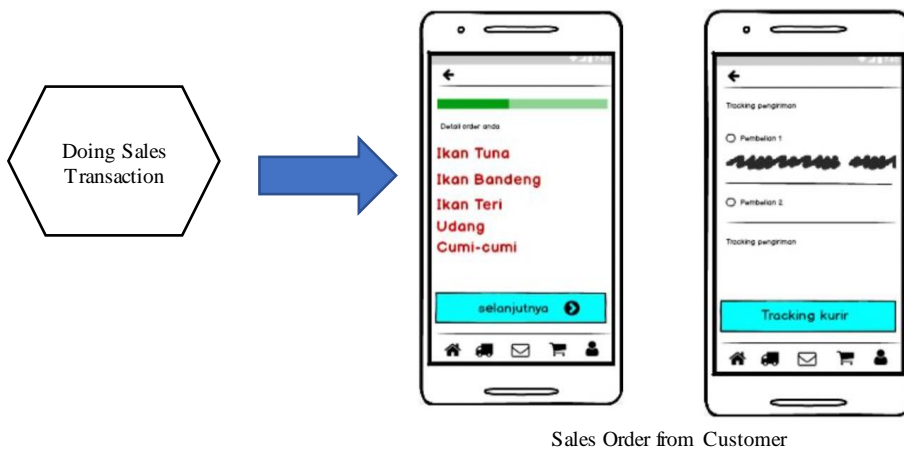 Doing Sales
Transaction
Detail order anda
Ikan Tuna
Ikan Bandeng
Ikan Teri
Udang
Cumi-cumi
selanjutnya
Tracking pengiriman
Pembelian 1
Pembelian 2
Tracking pengiriman
Tracking kurir
Sales Order from Customer